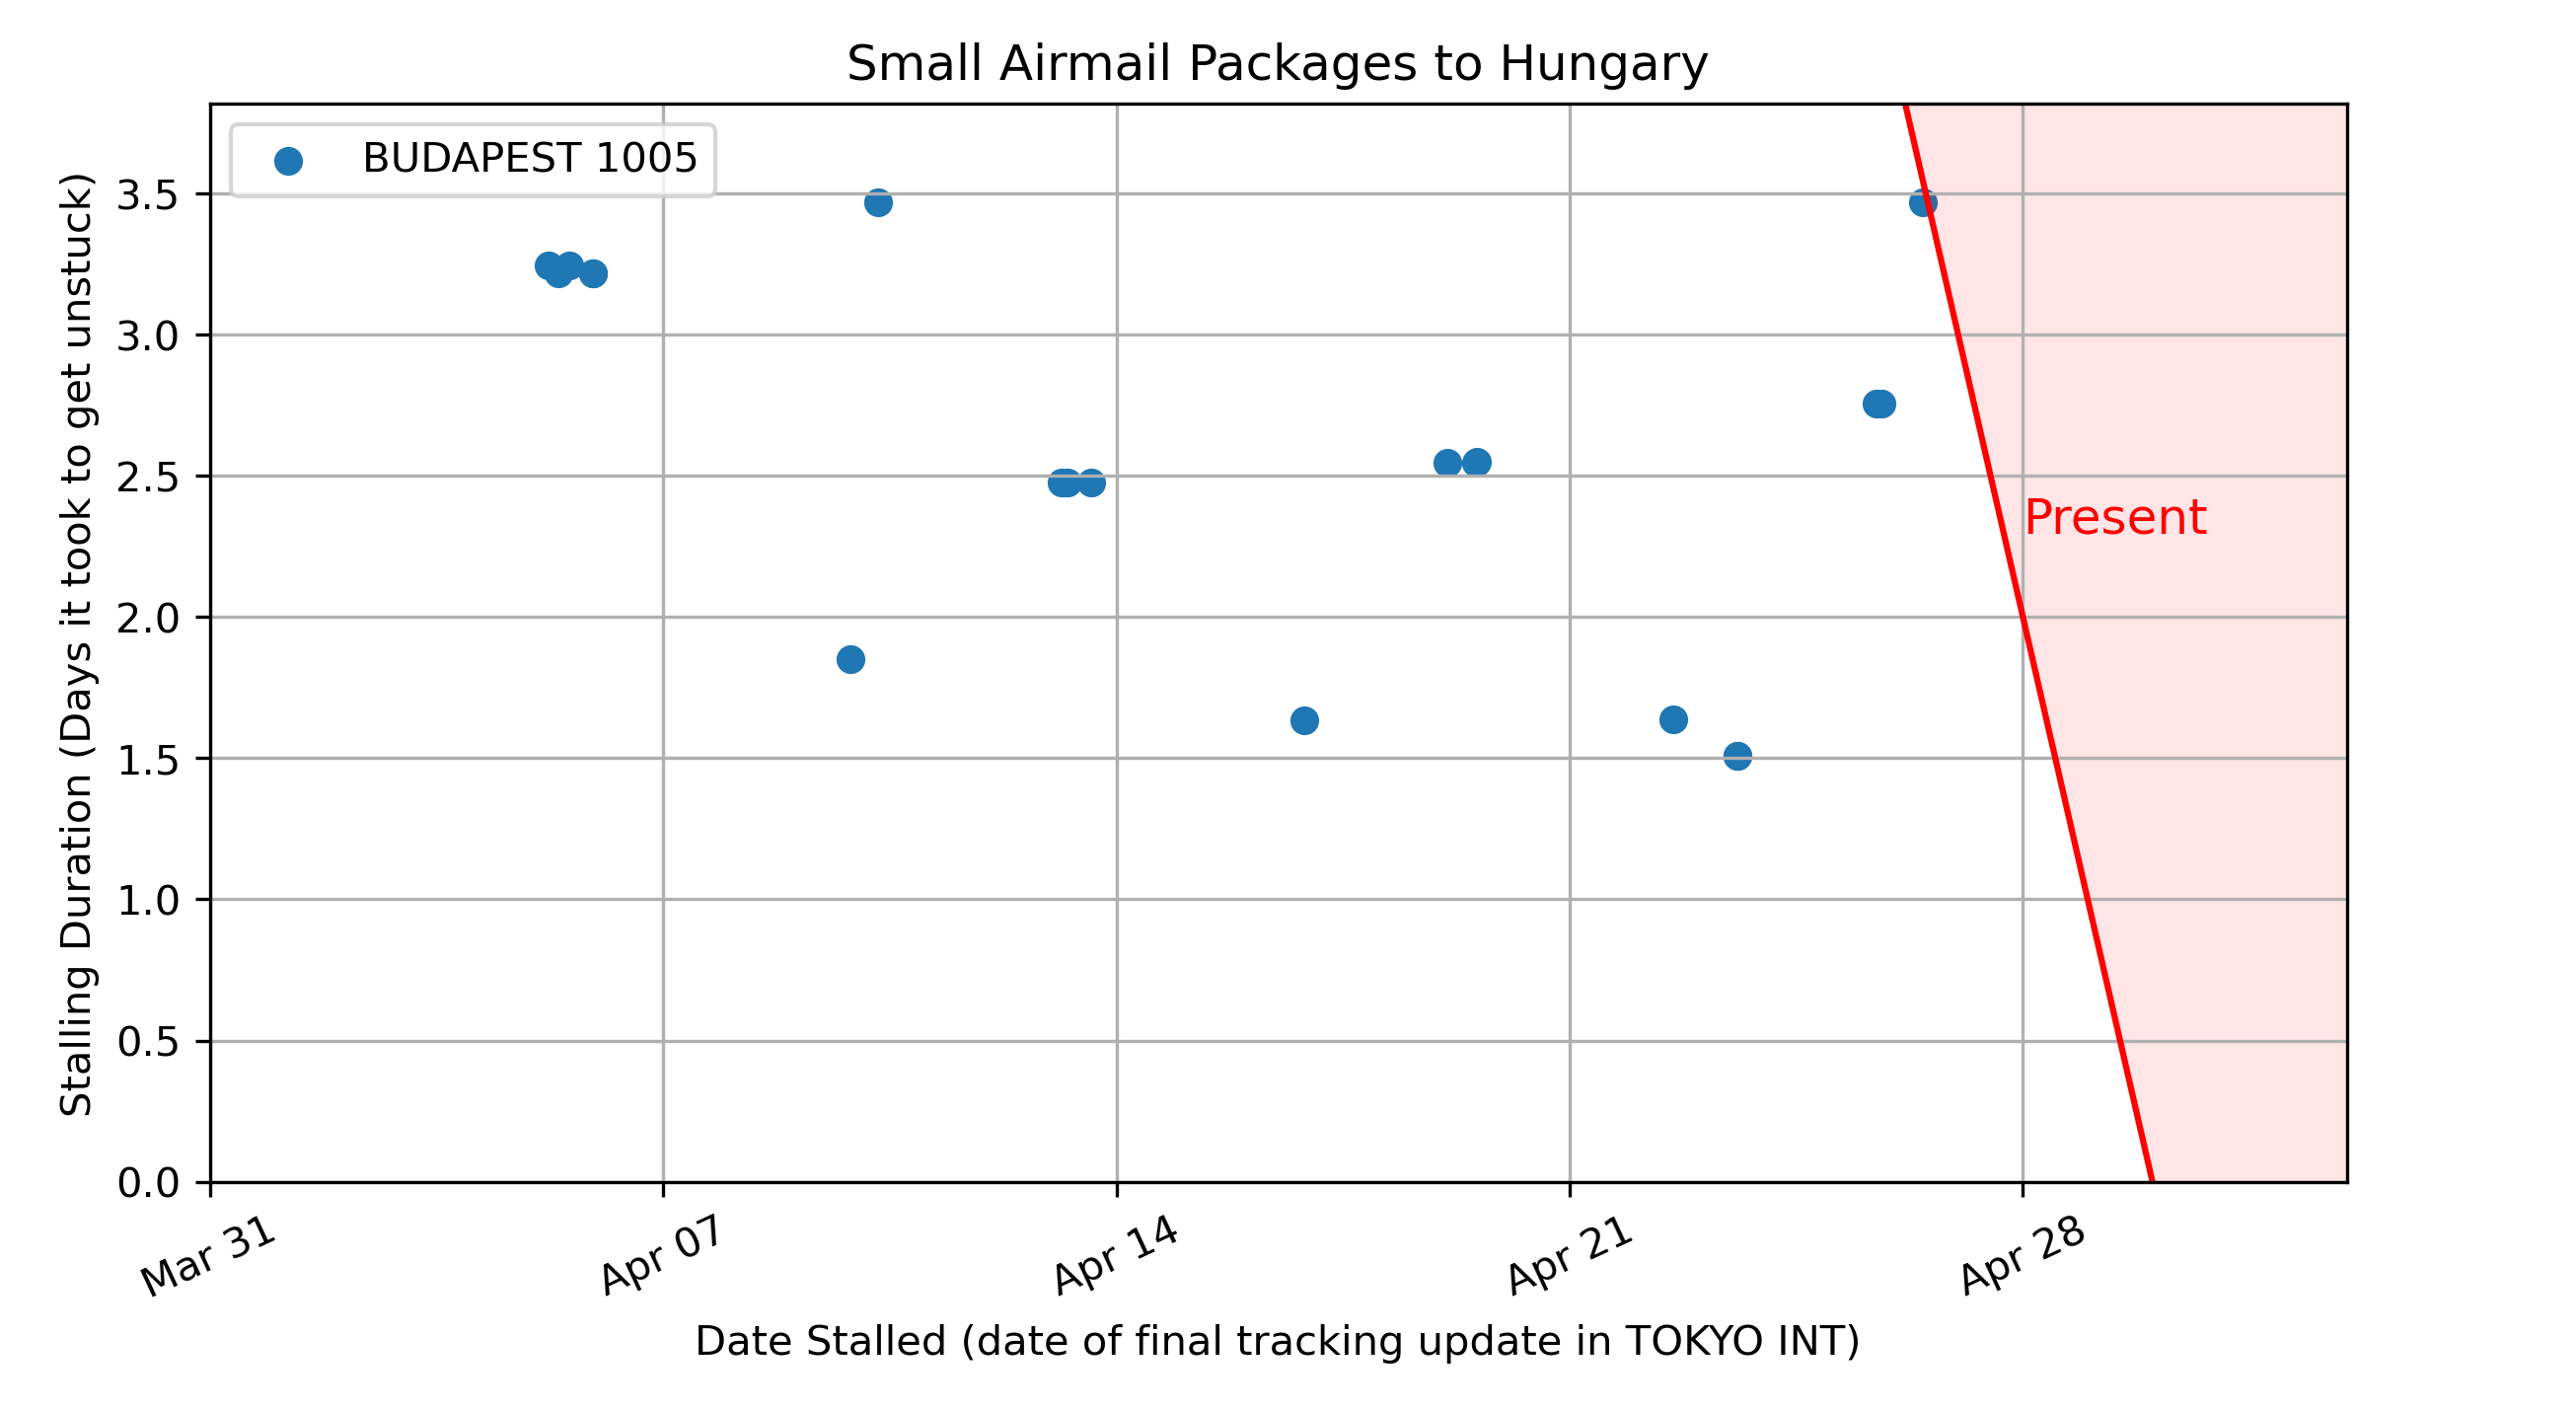 Small Airmail Packages to Hungary
BUDAPEST 1005
Stalling Duration (Days it took to get unstuck)
3.5
3.0
2.5
2.0
1.5
1.0
0.5
0.0
Present
Mar 31
Apr 07
Apr 14
Apr 21
Apr 28
Date Stalled (date of final tracking update in TOKYO INT)